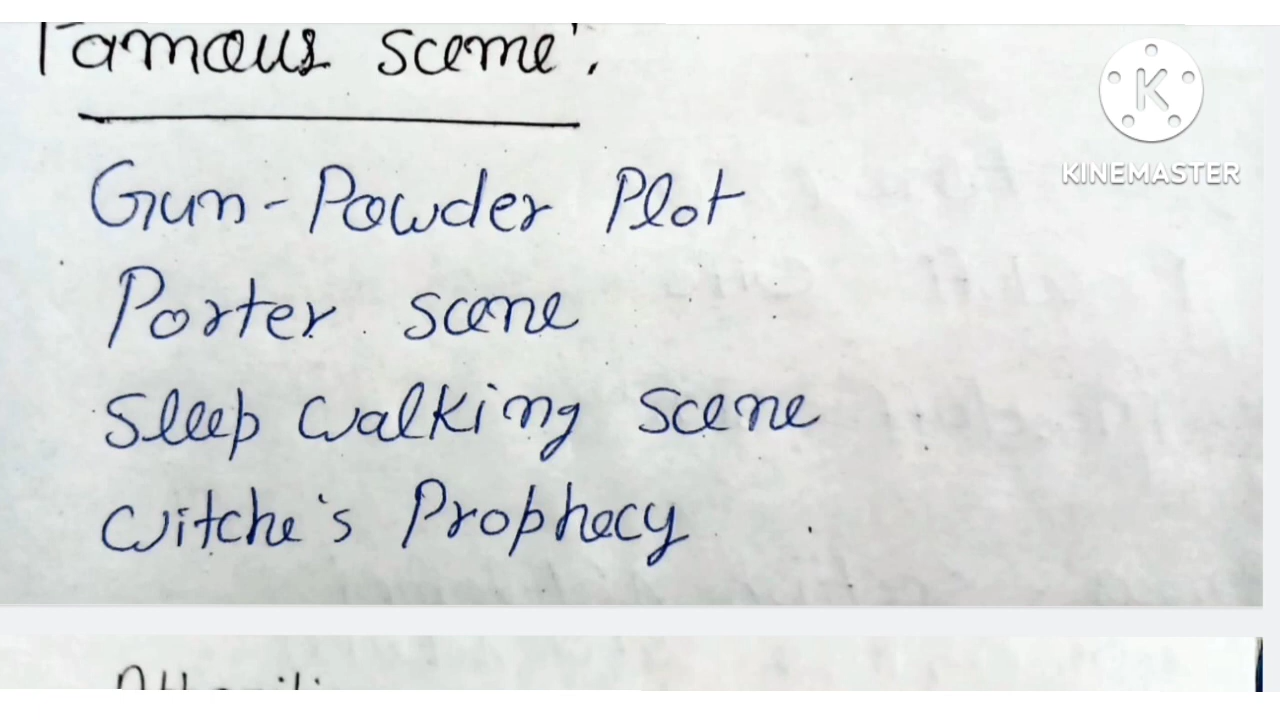 Famous scene.
K
KINEMASTER
Gun-Powder Plot
Porter scene
Sleep Walking Scene
Witche's Prophecy